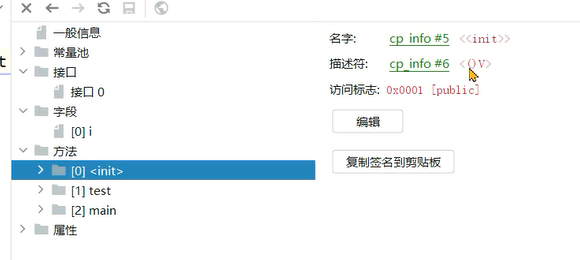 一般信息
常量池
接口
接口 0
字段
[0] i
方法
[0] <init>
[1] test
[2] main
属性
名字: cp_info #5 <<init>>
描述符: cp_info #6 <()V>
访问标志: 0x0001 [public]
编辑
复制签名到剪贴板
t